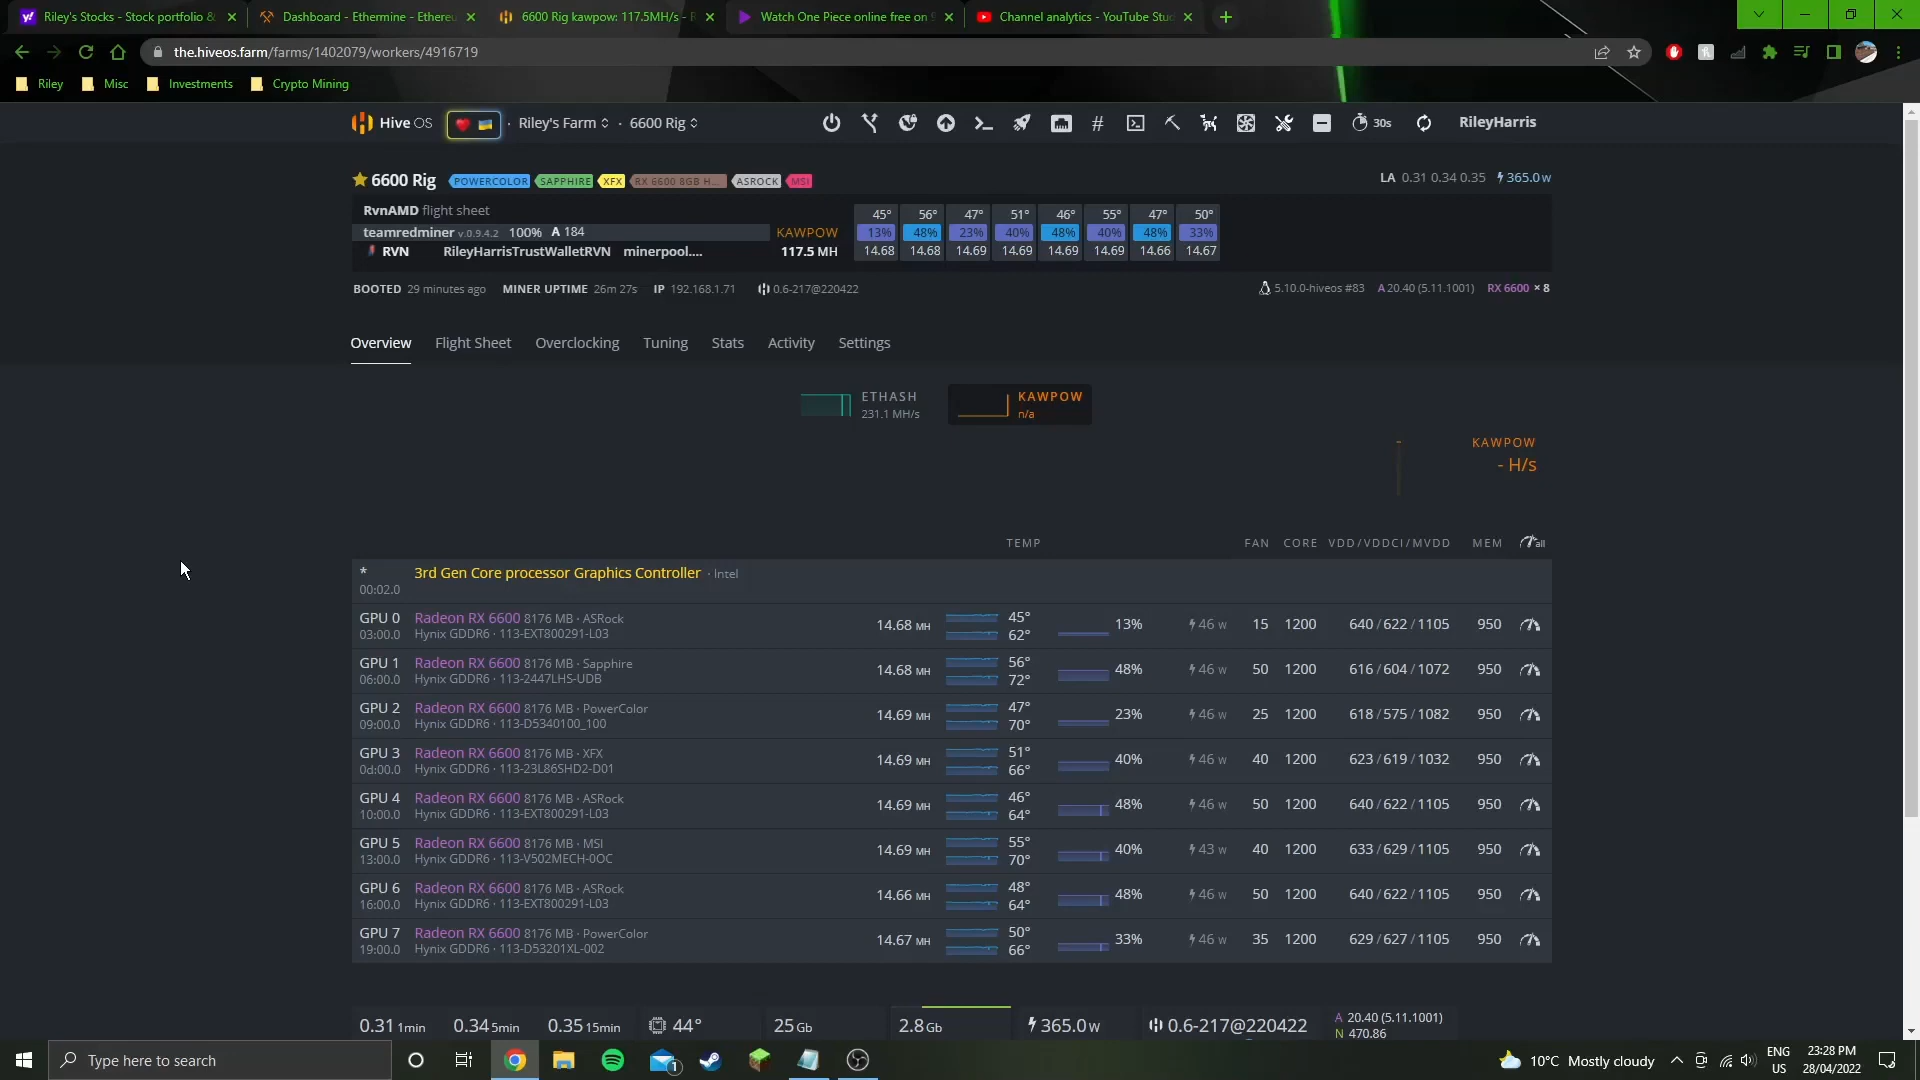 Riley's Stocks - Stock portfolio &
Dashboard - Ethermine - Ethereu
6600 Rig kawpow: 117.5MH/s - R
Watch One Piece online free on 9
Channel analytics - YouTube Stu
the.hiveos.farm/farms/1402079/workers/4916719
Riley
Misc
Investments
Crypto Mining
Hive OS
Riley's Farm
6600 Rig
30s
RileyHarris
6600 Rig
POWERCOLOR
SAPPHIRE
XFX
RX 6600 8GB H...
ASROCK
MSI
LA 0.31 0.34 0.35 365.0 W
RvnAMD flight sheet
teamredminer v.0.9.4.2 100% A 184
KAWPOW
RVN RileyHarrisTrustWalletRVN minerpool....
117.5 MH
45° 56° 47° 51° 46° 55° 47° 50°
13% 48% 23% 40% 48% 40% 48% 33%
14.68 14.68 14.69 14.69 14.69 14.69 14.66 14.67
BOOTED 29 minutes ago MINER UPTIME 26m 27s IP 192.168.1.71 0.6-217@220422
5.10.0-hiveos #83 A 20.40 (5.11.1001) RX 6600 × 8
Overview Flight Sheet Overclocking Tuning Stats Activity Settings
ETHASH
231.1 MH/s
KAWPOW
n/a
KAWPOW
- H/s
TEMP FAN CORE VDD/VDDCI/MVDD MEM all
* 3rd Gen Core processor Graphics Controller · Intel
00:02.0
GPU 0 Radeon RX 6600 8176 MB · ASRock
03:00.0 Hynix GDDR6 · 113-EXT800291-L03
14.68 MH 45° 62° 13% 46 W 15 1200 640 / 622 / 1105 950
GPU 1 Radeon RX 6600 8176 MB · Sapphire
06:00.0 Hynix GDDR6 · 113-2447LHS-UDB
14.68 MH 56° 72° 48% 46 W 50 1200 616 / 604 / 1072 950
GPU 2 Radeon RX 6600 8176 MB · PowerColor
09:00.0 Hynix GDDR6 · 113-D5340100_100
14.69 MH 47° 70° 23% 46 W 25 1200 618 / 575 / 1082 950
GPU 3 Radeon RX 6600 8176 MB · XFX
0d:00.0 Hynix GDDR6 · 113-23L86SHD2-D01
14.69 MH 51° 66° 40% 46 W 40 1200 623 / 619 / 1032 950
GPU 4 Radeon RX 6600 8176 MB · ASRock
10:00.0 Hynix GDDR6 · 113-EXT800291-L03
14.69 MH 46° 64° 48% 46 W 50 1200 640 / 622 / 1105 950
GPU 5 Radeon RX 6600 8176 MB · MSI
13:00.0 Hynix GDDR6 · 113-V502MECH-0OC
14.69 MH 55° 70° 40% 43 W 40 1200 633 / 629 / 1105 950
GPU 6 Radeon RX 6600 8176 MB · ASRock
16:00.0 Hynix GDDR6 · 113-EXT800291-L03
14.66 MH 48° 64° 48% 46 W 50 1200 640 / 622 / 1105 950
GPU 7 Radeon RX 6600 8176 MB · PowerColor
19:00.0 Hynix GDDR6 · 113-D53201XL-002
14.67 MH 50° 66° 33% 46 W 35 1200 629 / 627 / 1105 950
0.31 1min 0.34 5min 0.35 15min 44° 25 Gb 2.8 Gb 365.0 W 0.6-217@220422
A 20.40 (5.11.1001)
N 470.86
Type here to search
1
10°C Mostly cloudy
ENG
US
23:28 PM
28/04/2022